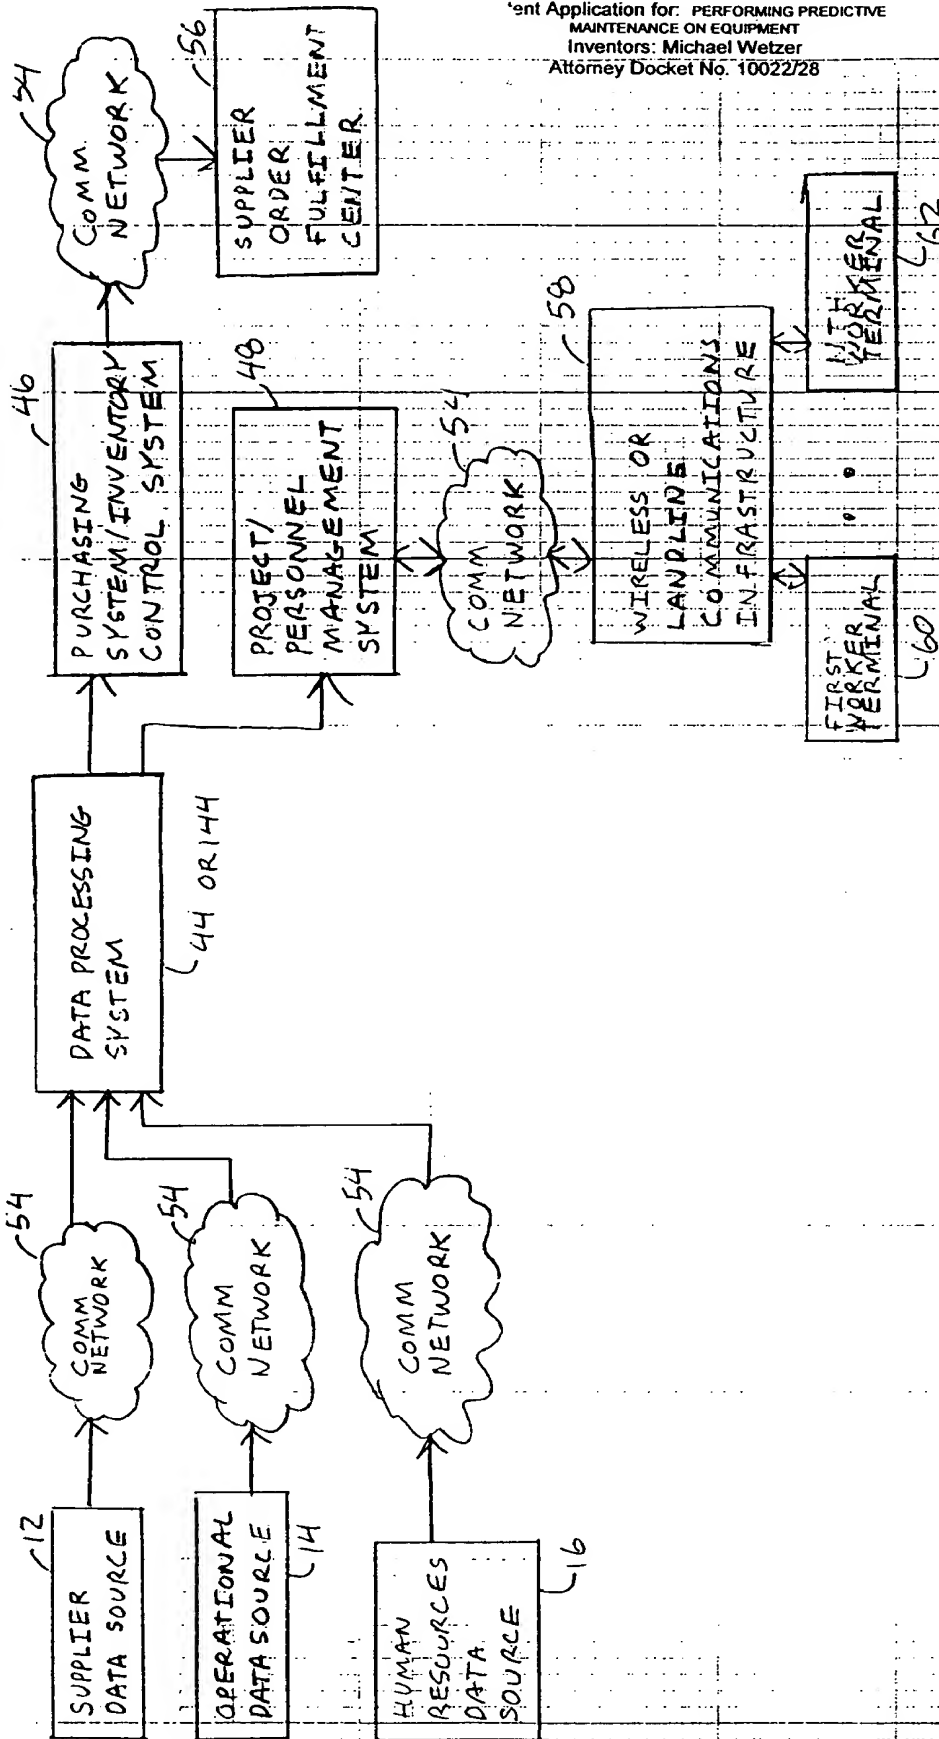 'ent Application for: PERFORMING PREDICTIVE
MAINTENANCE ON EQUIPMENT
Inventors: Michael Wetzer
Attorney Docket No. 10022/28
12
SUPPLIER
DATA SOURCE
54
COMM
NETWORK
14
OPERATIONAL
DATA SOURCE
54
COMM
NETWORK
16
HUMAN
RESOURCES
DATA
SOURCE
54
COMM
NETWORK
DATA PROCESSING
SYSTEM
44 OR 144
46
PURCHASING
SYSTEM/INVENTORY
CONTROL SYSTEM
54
COMM
NETWORK
56
SUPPLIER
ORDER
FULFILLMENT
CENTER
48
PROJECT/
PERSONNEL
MANAGEMENT
SYSTEM
54
COMM
NETWORK
58
WIRELESS OR
LANDLINE
COMMUNICATIONS
INFRASTRUCTURE
FIRST
WORKER
TERMINAL
60
. . .
NTH
WORKER
TERMINAL
62